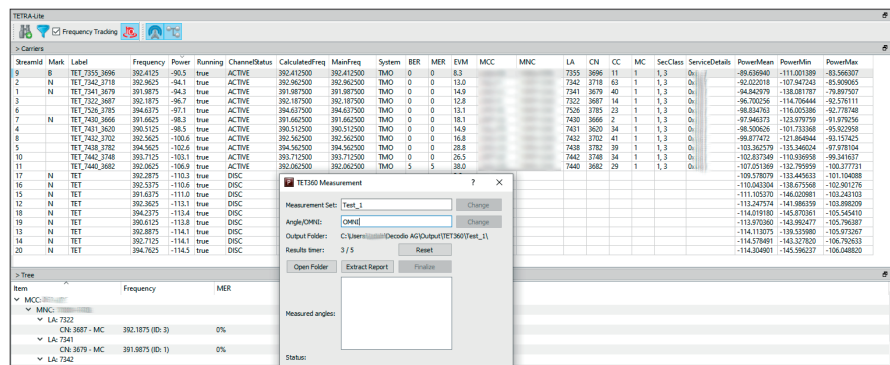 TETRA-Lite
Frequency Tracking
> Carriers
StreamId Mark Label Frequency Power Running ChannelStatus CalculatedFreq MainFreq System BER MER EVM MCC MNC LA CN CC MC SecClass ServiceDetails PowerMean PowerMin PowerMax
9 B TET_7355_3696 392.4125 -90.5 true ACTIVE 392.412500 392.412500 TMO 0 0 8.3 7355 3696 11 1 1, 3 0x -89.636940 -111.001389 -83.566307
2 N TET_7342_3718 392.9625 -94.1 true ACTIVE 392.962500 392.962500 TMO 0 0 13.0 7342 3718 63 1 1, 3 0x -92.022018 -107.947243 -85.909065
1 N TET_7341_3679 391.9875 -94.3 true ACTIVE 391.987500 391.987500 TMO 0 0 14.9 7341 3679 40 1 1, 3 0x -94.842979 -138.081787 -79.897507
3 TET_7322_3687 392.1875 -96.7 true ACTIVE 392.187500 392.187500 TMO 0 0 12.8 7322 3687 14 1 1, 3 0x -96.700256 -114.706444 -92.576111
6 TET_7526_3785 394.6375 -97.1 true ACTIVE 394.637500 394.637500 TMO 0 0 13.1 7526 3785 23 1 1, 3 0x -98.834763 -116.005386 -92.778748
7 N TET_7430_3666 391.6625 -98.3 true ACTIVE 391.662500 391.662500 TMO 0 0 18.1 7430 3666 2 1 1, 3 0x -97.946373 -123.979759 -91.979256
4 TET_7431_3620 390.5125 -98.5 true ACTIVE 390.512500 390.512500 TMO 0 0 14.9 7431 3620 34 1 1, 3 0x -98.500626 -101.733368 -95.922958
8 TET_7432_3702 392.5625 -100.6 true ACTIVE 392.562500 392.562500 TMO 0 0 16.8 7432 3702 41 1 1, 3 0x -99.877472 -121.864944 -93.157425
5 TET_7438_3782 394.5625 -102.6 true ACTIVE 394.562500 394.562500 TMO 0 0 28.8 7438 3782 39 1 1, 3 0x -103.362579 -135.346024 -97.978104
10 TET_7442_3748 393.7125 -103.1 true ACTIVE 393.712500 393.712500 TMO 0 0 26.5 7442 3748 34 1 1, 3 0x -102.837349 -110.936958 -99.341637
11 TET_7440_3682 392.0625 -106.9 true ACTIVE 392.062500 392.062500 TMO 5 5 38.0 7440 3682 29 1 1, 3 0x -107.051369 -132.795959 -100.377731
17 N TET 392.2875 -110.3 true DISC -109.578079 -133.445633 -101.104088
12 N TET 392.5375 -110.6 true DISC -110.043304 -138.675568 -102.901276
16 N TET 391.6375 -111.0 true DISC -111.105370 -146.020981 -103.243103
13 N TET 392.3625 -113.1 true DISC -113.247574 -141.986359 -103.898209
18 N TET 394.2375 -113.4 true DISC -114.019180 -145.870361 -105.545410
19 N TET 390.6125 -113.8 true DISC -113.970360 -143.992477 -105.796387
13 N TET 392.8875 -114.1 true DISC -114.113075 -139.535980 -105.973267
14 N TET 392.7125 -114.1 true DISC -114.578491 -143.327820 -106.792633
20 N TET 394.7625 -114.5 true DISC -114.304901 -145.596237 -106.048820
TET360 Measurement ? ×
Measurement Set: Test_1 Change
Angle/OMNI: OMNI Change
Output Folder: C:\Users\ Decodio AG\Output\TET360\Test_1\
Results timer: 3 / 5 Reset
Open Folder Extract Report Finalize
Measured angles:
Status:
> Tree
Item Frequency MER
MCC:
MNC:
LA: 7322
CN: 3687 - MC 392.1875 (ID: 3) 0%
LA: 7341
CN: 3679 - MC 391.9875 (ID: 1) 0%
LA: 7342